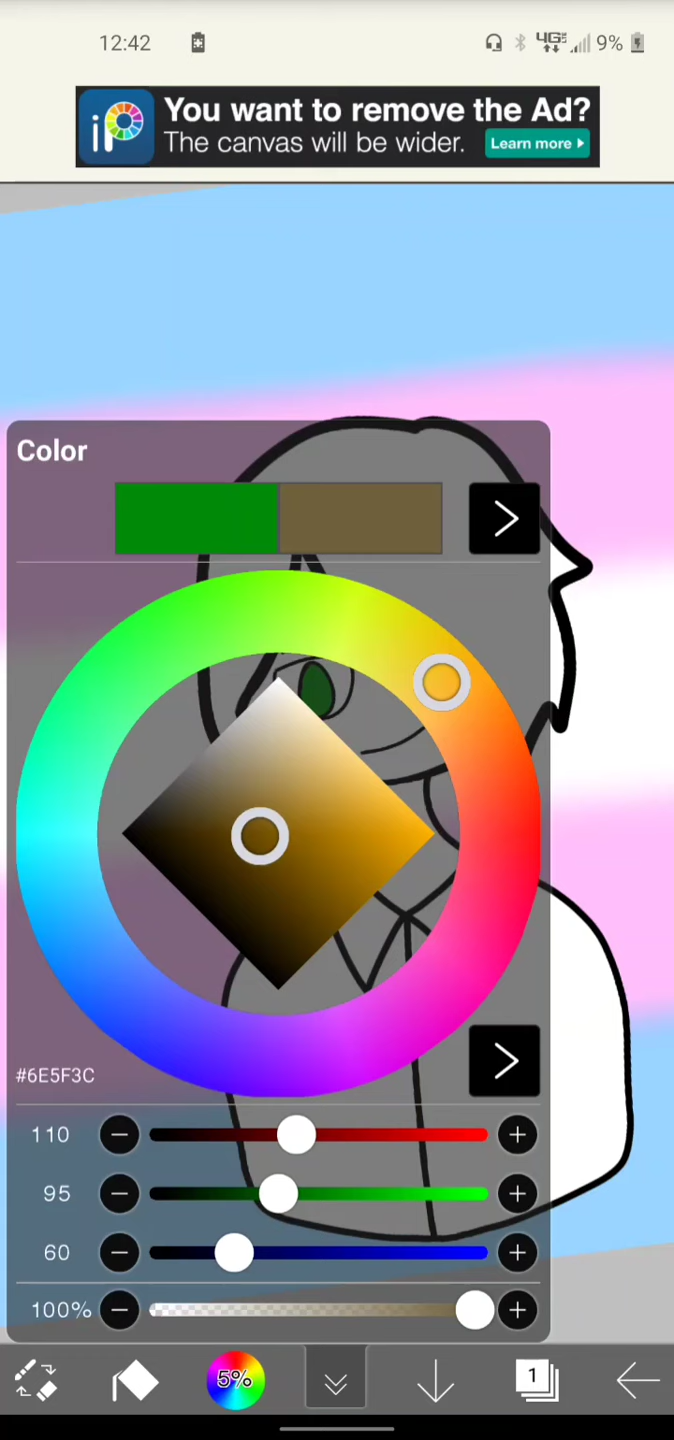 12:42
4G 9%
iP You want to remove the Ad?
The canvas will be wider. Learn more
Color
#6E5F3C
110
95
60
100%
5%
1